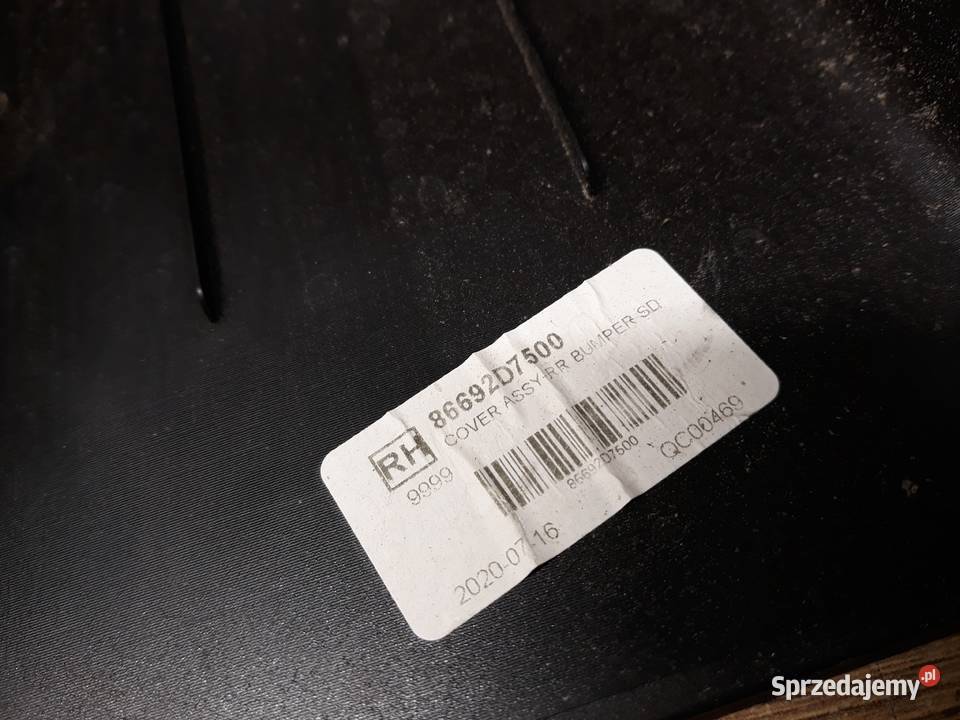 RH
86692D7500
COVER ASSY-RR BUMPER SD
9999
86692D7500
2020-07-16
QC00469
Sprzedajemy.pl